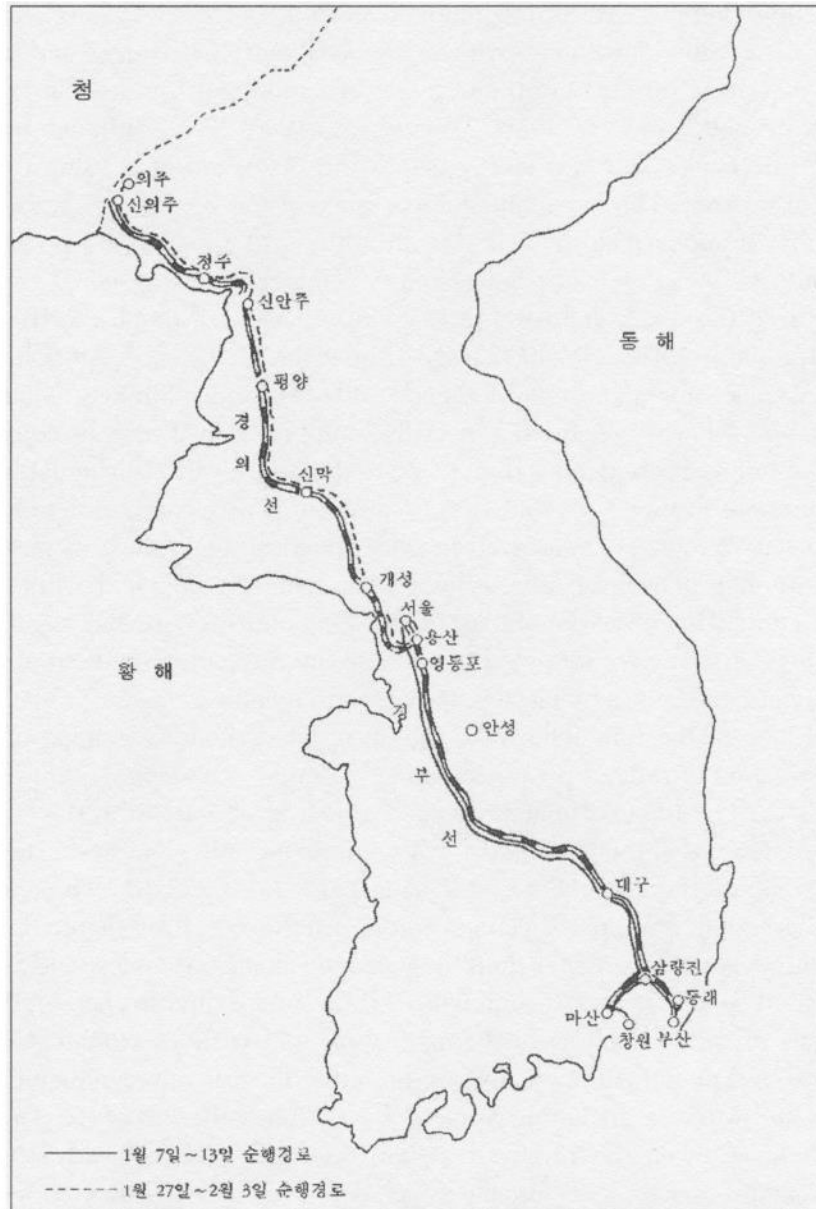 청
의주
신의주
정수
신안주
동해
평양
경의선
신막
개성
서울
용산
황해
영등포
안성
경부선
대구
삼랑진
동래
마산
창원 부산
1월 7일~13일 순행경로
1월 27일~2월 3일 순행경로